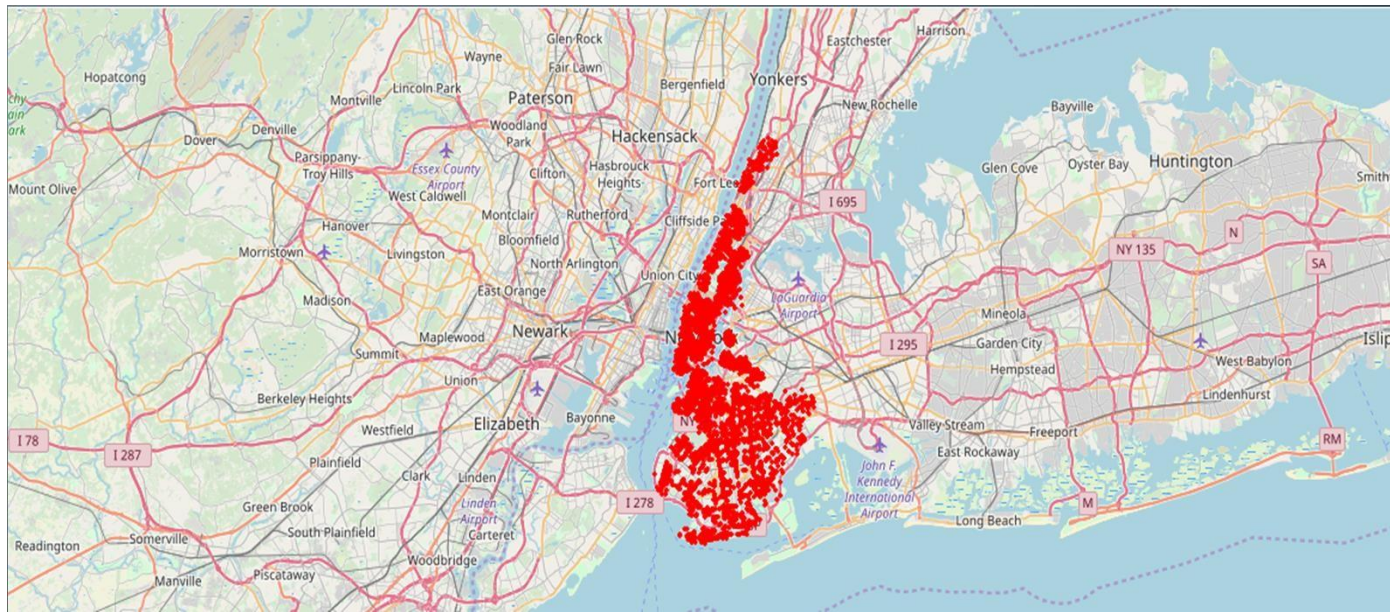 Harrison
Glen Rock
Eastchester
Wayne
Fair Lawn
Hopatcong
Yonkers
Bergenfield
Lincoln Park
Montville
Paterson
New Rochelle
Bayville
Woodland
Park
Denville
Dover
Hackensack
Parsippany-
Troy Hills
Essex County
Airport
Hasbrouck
Heights
Clifton
Glen Cove
Oyster Bay
Huntington
Mount Olive
West Caldwell
Fort Lee
I 695
Montclair
Rutherford
Hanover
Cliffside
Morristown
Livingston
Bloomfield
North Arlington
Union City
NY 135
N
SA
East Orange
LaGuardia
Airport
Madison
Maplewood
Newark
Mineola
I 295
Garden City
Summit
Union
Hempstead
West Babylon
Lindenhurst
Berkeley Heights
Elizabeth
Bayonne
NY
Valley Stream
Freeport
East Rockaway
I 78
I 287
Westfield
Plainfield
Clark
Linden
John F.
Kennedy
International
Airport
RM
I 278
M
Linden
Airport
Green Brook
South Plainfield
Carteret
Long Beach
Readington
Somerville
Woodbridge
Manville
Piscataway